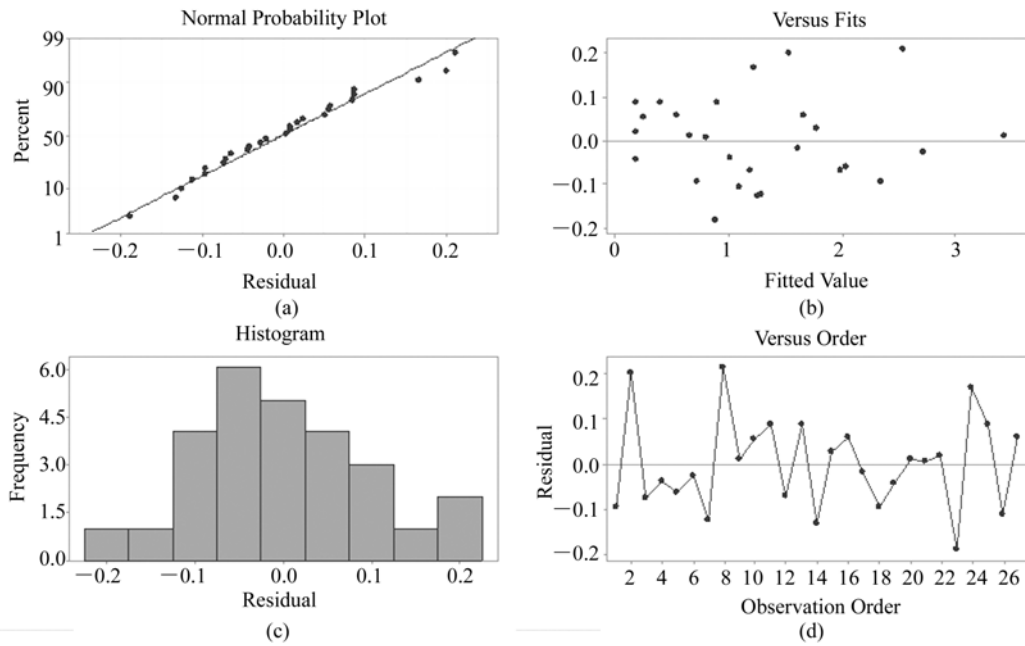 Normal Probability Plot
99
90
50
10
1
Percent
−0.2 −0.1 0.0 0.1 0.2
Residual
(a)
Versus Fits
0.2
0.1
0.0
−0.1
−0.2
0 1 2 3
Fitted Value
(b)
Histogram
6.0
4.5
3.0
1.5
0.0
Frequency
−0.2 −0.1 0.0 0.1 0.2
Residual
(c)
Versus Order
0.2
0.1
0.0
−0.1
−0.2
Residual
2 4 6 8 10 12 14 16 18 20 22 24 26
Observation Order
(d)